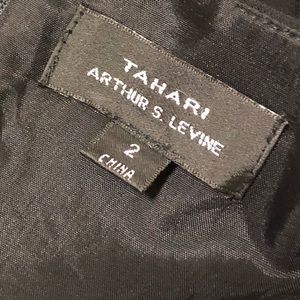 TAHARI
ARTHUR S. LEVINE
2
CHINA